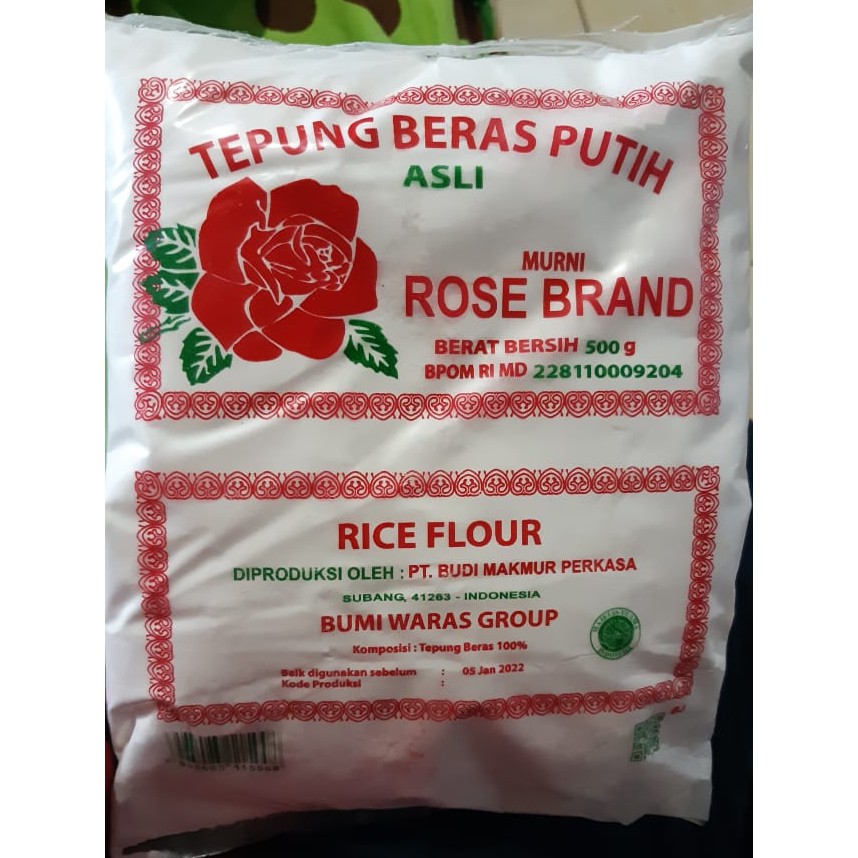 TEPUNG BERAS PUTIH
ASLI
MURNI
ROSE BRAND
BERAT BERSIH 500 g
BPOM RI MD 228110009204
RICE FLOUR
DIPRODUKSI OLEH : PT. BUDI MAKMUR PERKASA
SUBANG, 41263 - INDONESIA
BUMI WARAS GROUP
Komposisi : Tepung Beras 100%
Baik digunakan sebelum : 05 Jan 2022
Kode Produksi :